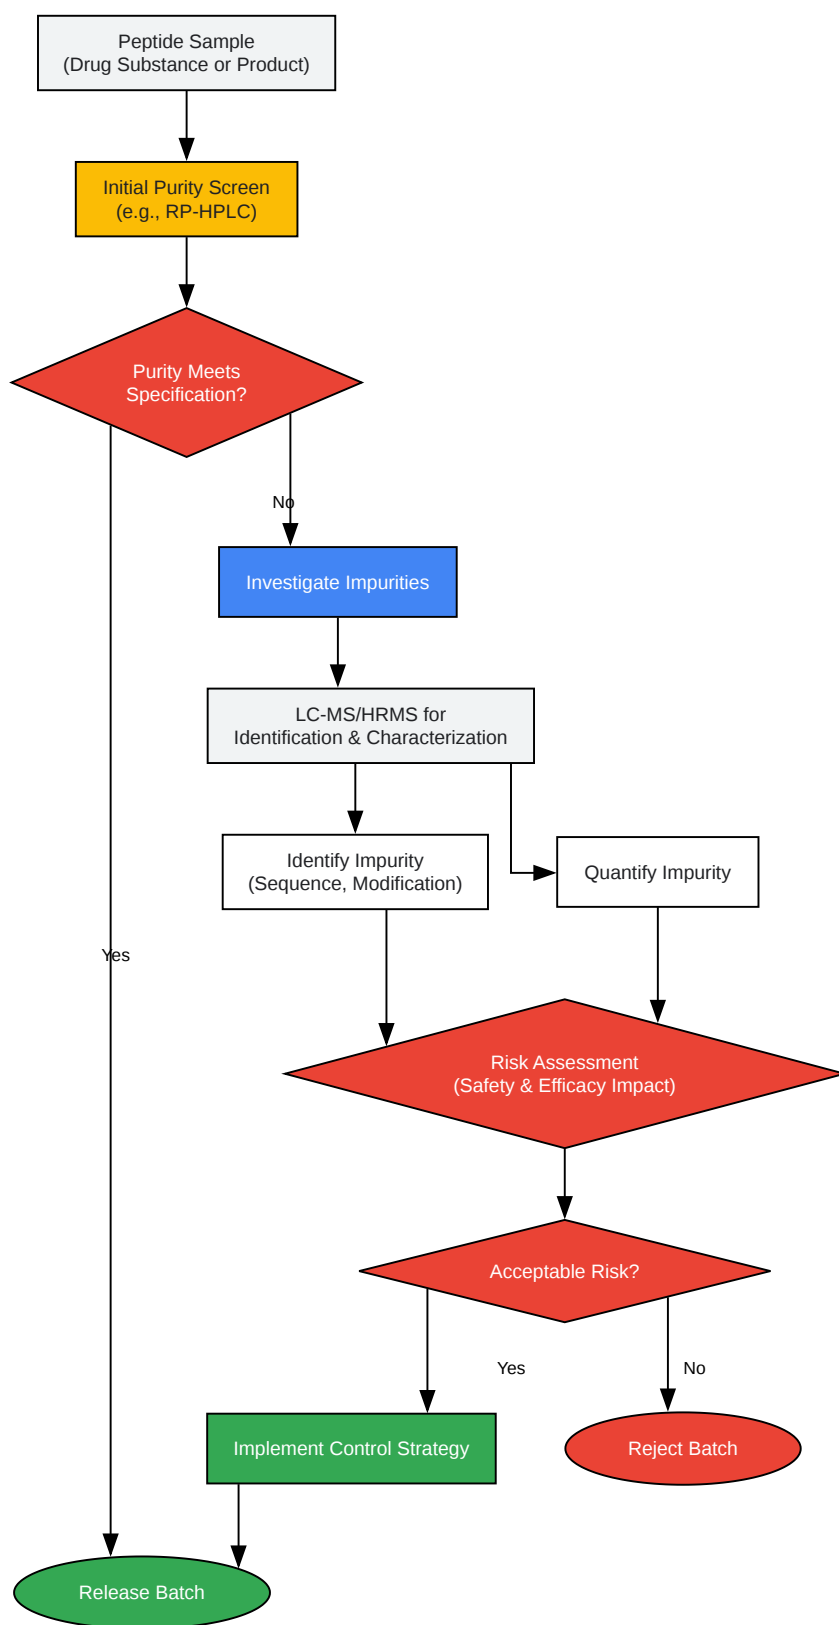 Peptide Sample
(Drug Substance or Product)
Initial Purity Screen
(e.g., RP-HPLC)
Purity Meets
Specification?
No
Investigate Impurities
LC-MS/HRMS for
Identification & Characterization
Identify Impurity
(Sequence, Modification)
Quantify Impurity
Yes
Risk Assessment
(Safety & Efficacy Impact)
Acceptable Risk?
Yes
No
Implement Control Strategy
Reject Batch
Release Batch